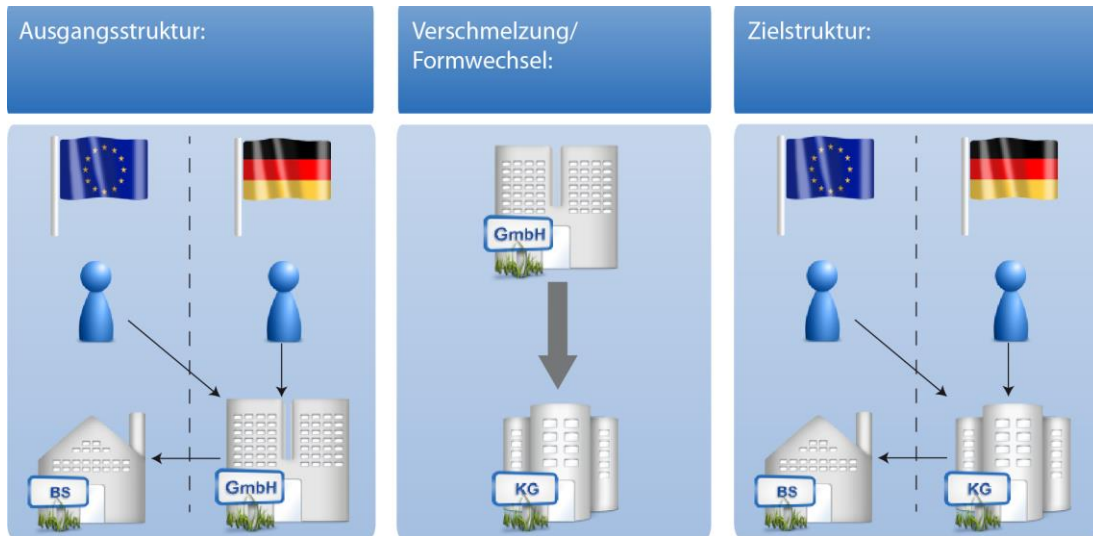 Ausgangsstruktur:
Verschmelzung/
Formwechsel:
Zielstruktur:
BS
GmbH
GmbH
KG
BS
KG